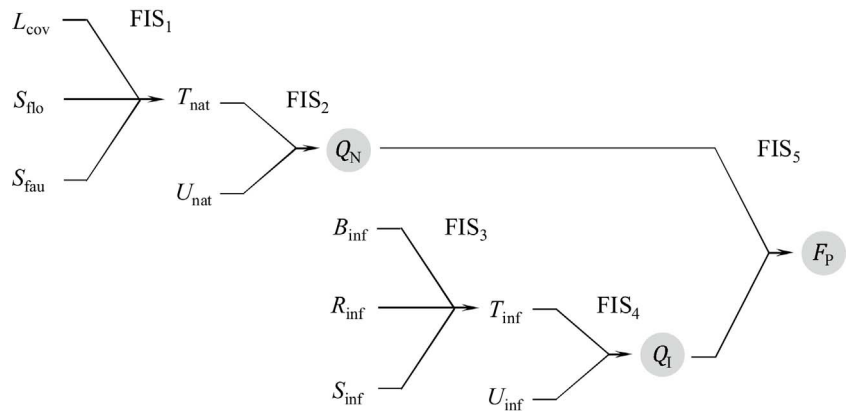 L_cov FIS_1
S_flo T_nat FIS_2
S_fau U_nat Q_N FIS_5
B_inf FIS_3
R_inf T_inf FIS_4 F_P
S_inf U_inf Q_I